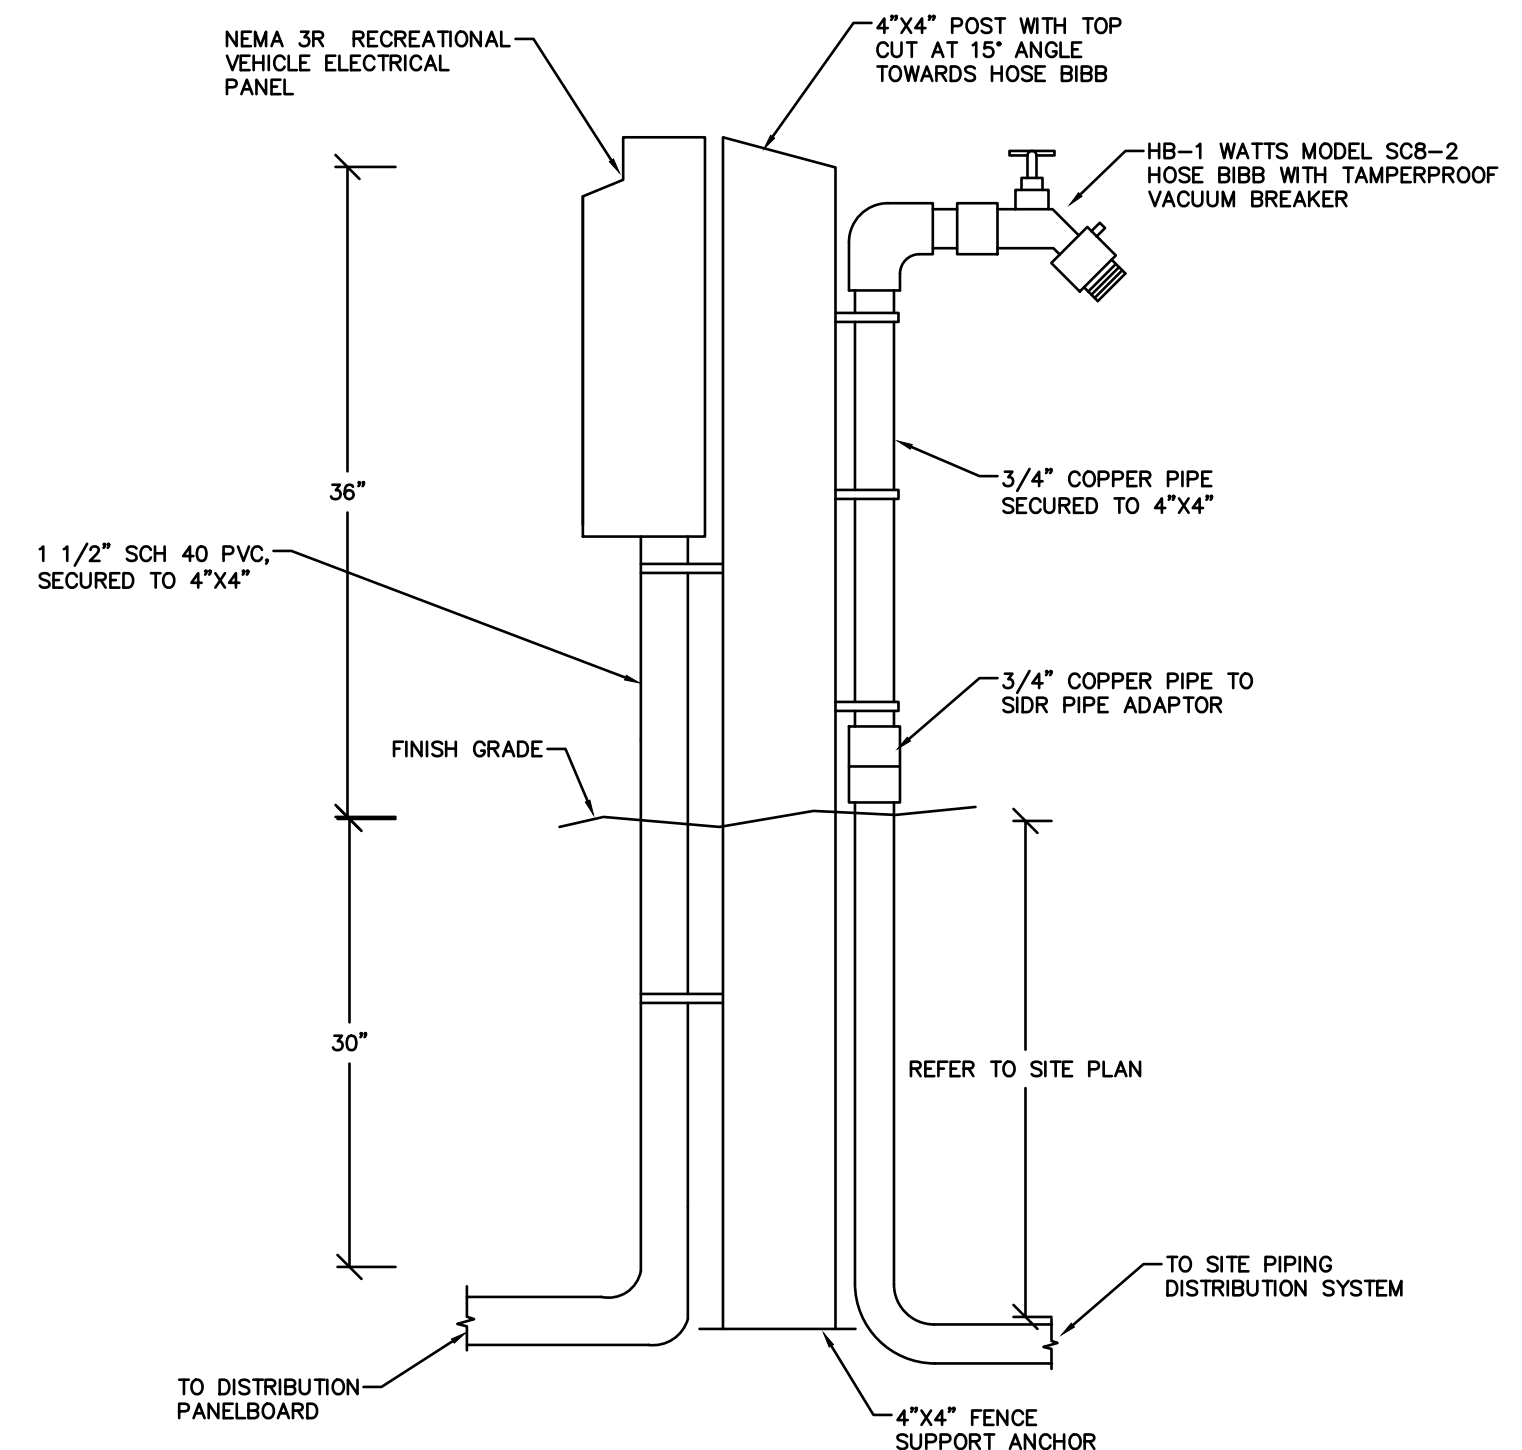 NEMA 3R RECREATIONAL
VEHICLE ELECTRICAL
PANEL
4"X4" POST WITH TOP
CUT AT 15° ANGLE
TOWARDS HOSE BIBB
HB-1 WATTS MODEL SC8-2
HOSE BIBB WITH TAMPERPROOF
VACUUM BREAKER
36"
3/4" COPPER PIPE
SECURED TO 4"X4"
1 1/2" SCH 40 PVC,
SECURED TO 4"X4"
3/4" COPPER PIPE TO
SIDR PIPE ADAPTOR
FINISH GRADE
30"
REFER TO SITE PLAN
TO SITE PIPING
DISTRIBUTION SYSTEM
TO DISTRIBUTION
PANELBOARD
4"X4" FENCE
SUPPORT ANCHOR